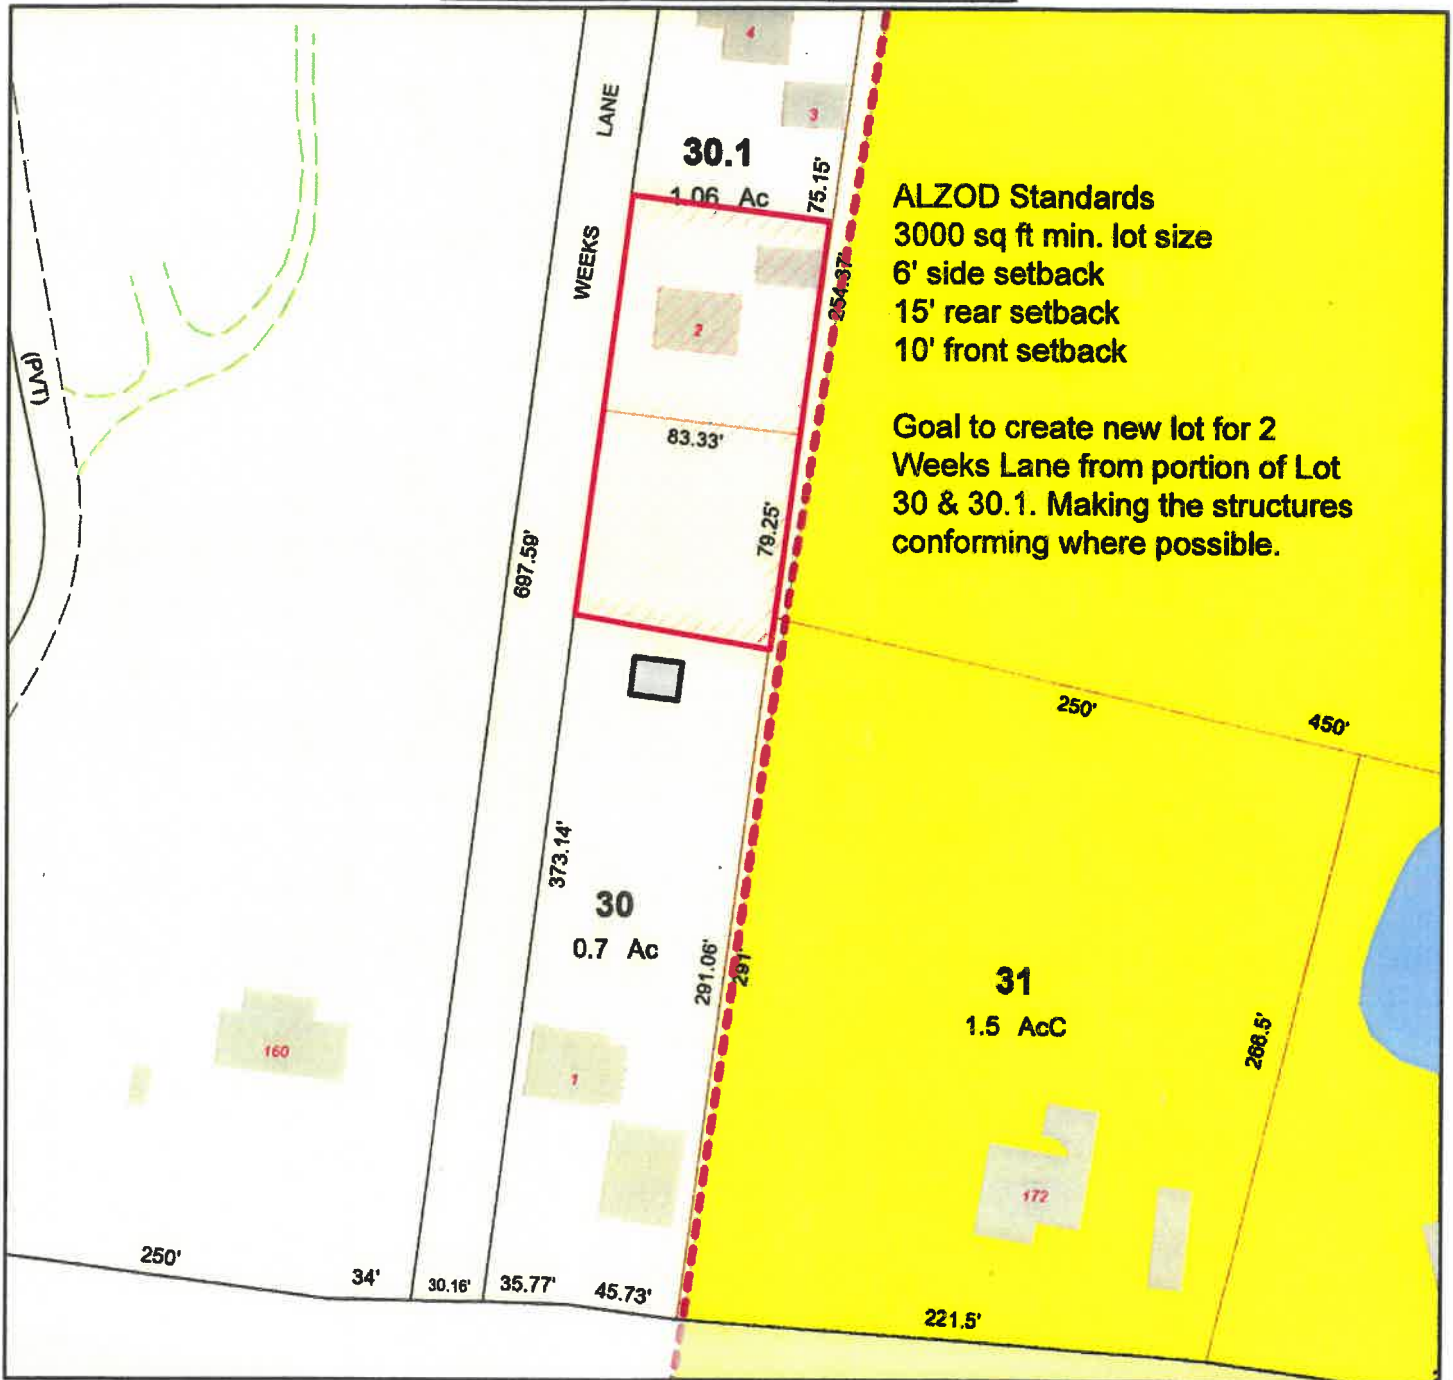 4
3
LANE
30.1
1.06 Ac
75.15'
WEEKS
254.37'
2
83.33'
79.25'
697.59'
(PVT)
ALZOD Standards
3000 sq ft min. lot size
6' side setback
15' rear setback
10' front setback
Goal to create new lot for 2
Weeks Lane from portion of Lot
30 & 30.1. Making the structures
conforming where possible.
250'
450'
373.14'
30
0.7 Ac
291.06'
291'
31
1.5 AcC
268.5'
160
1
172
250'
34'
30.16'
35.77'
45.73'
221.5'